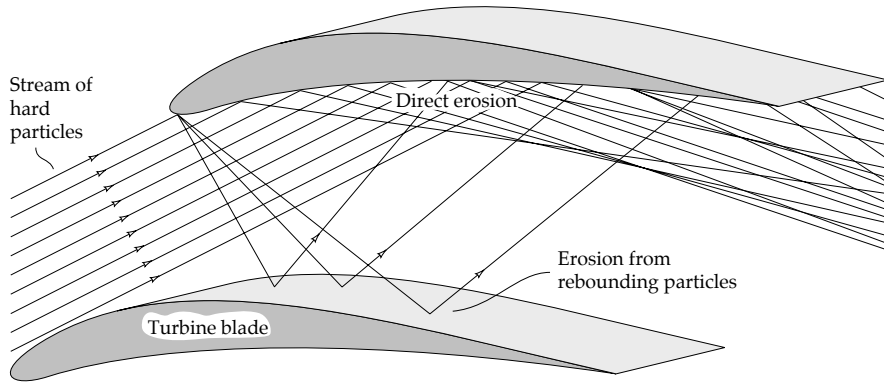 Stream of
hard
particles
Direct erosion
Erosion from
rebounding particles
Turbine blade